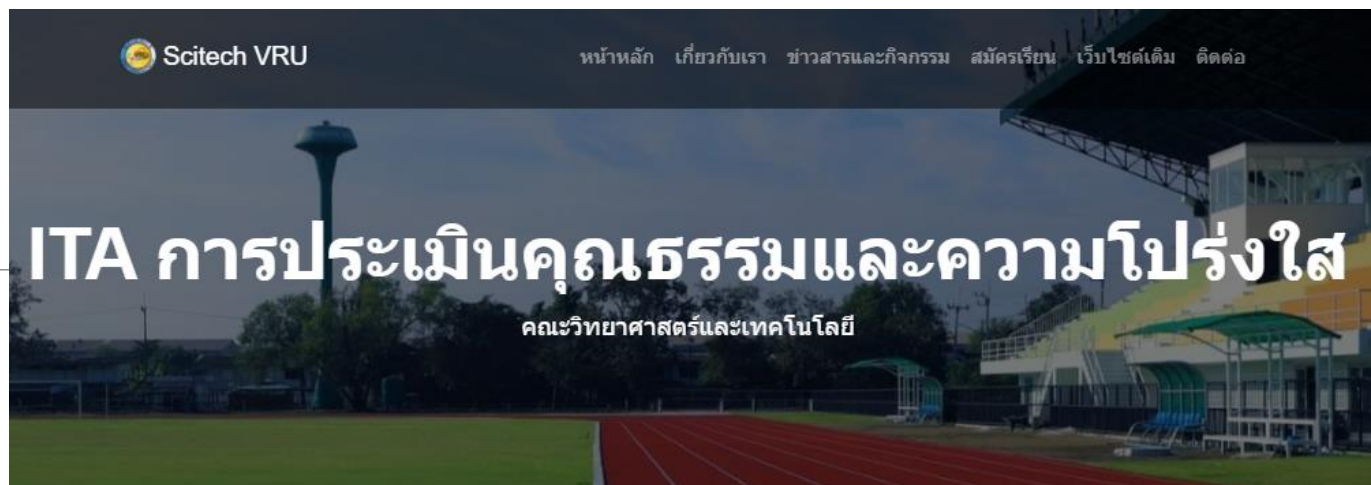 Scitech VRU
หน้าหลัก เกี่ยวกับเรา ข่าวสารและกิจกรรม สมัครเรียน เว็บไซต์เดิม ติดต่อ
ITA การประเมินคุณธรรมและความโปร่งใส
คณะวิทยาศาสตร์และเทคโนโลยี